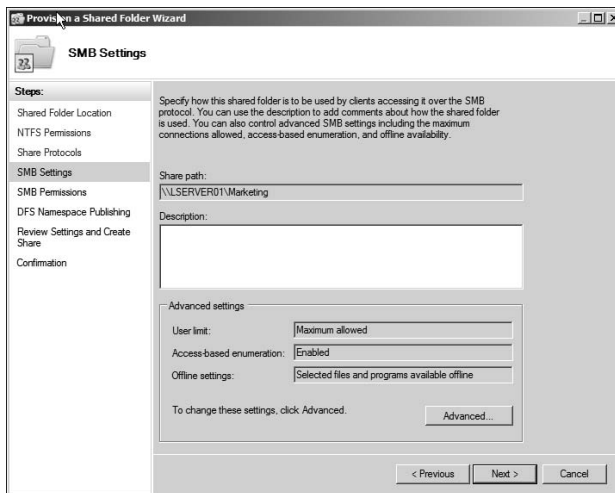 Provision a Shared Folder Wizard
SMB Settings
Steps:
Shared Folder Location
NTFS Permissions
Share Protocols
SMB Settings
SMB Permissions
DFS Namespace Publishing
Review Settings and Create
Share
Confirmation
Specify how this shared folder is to be used by clients accessing it over the SMB
protocol. You can use the description to add comments about how the shared folder
is used. You can also control advanced SMB settings including the maximum
connections allowed, access-based enumeration, and offline availability.
Share path:
\\LSERVER01\Marketing
Description:
Advanced settings
User limit: Maximum allowed
Access-based enumeration: Enabled
Offline settings: Selected files and programs available offline
To change these settings, click Advanced. Advanced...
< Previous Next > Cancel